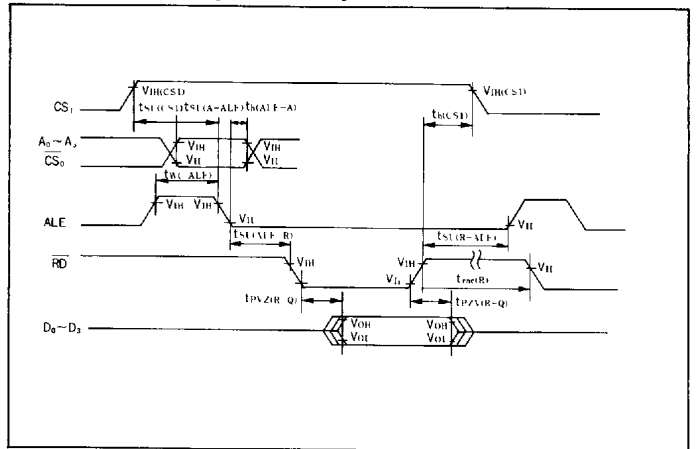 VIH(CS1)
VIH(CS1)
CS1
tSU(CS1) tSU(A-ALE) th(ALE-A)
th(CS1)
A0~A3
VIH
VIH
CS0
VIL
VIL
tW(ALE)
ALE
VIH
VIH
VIL
VIL
tSU(ALE-R)
tSU(R-ALE)
RD
VIH
VIH
VIL
trec(R)
tPVZ(R-Q)
tPZV(R-Q)
D0~D3
VOH
VOH
VOL
VOL